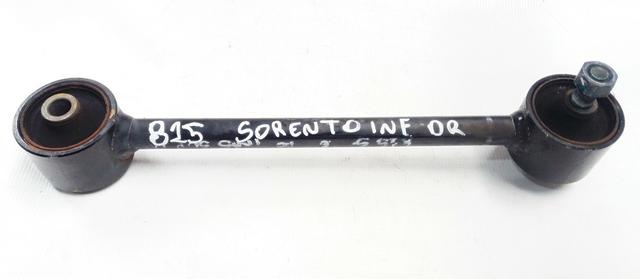 815 SORENTO INF DR